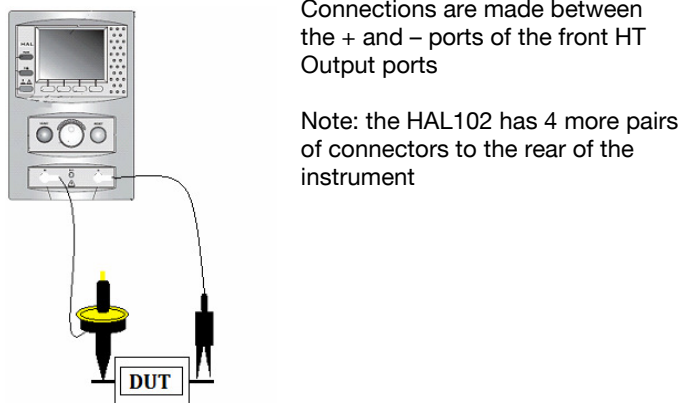 Connections are made between
the + and – ports of the front HT
Output ports
Note: the HAL102 has 4 more pairs
of connectors to the rear of the
instrument
HAL
DUT